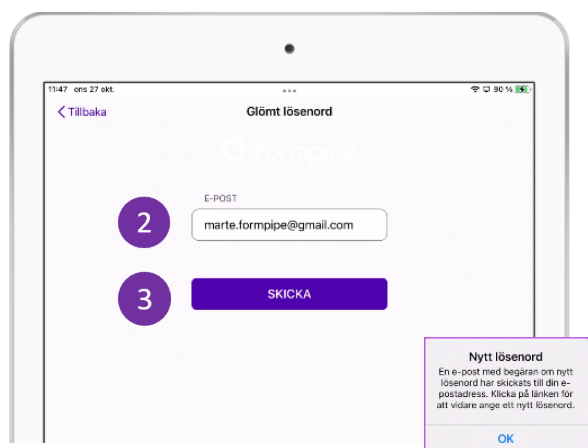 11:47 ons 27 okt.
90 %
Tillbaka
Glömt lösenord
formpipe.
E-POST
2
marte.formpipe@gmail.com
3
SKICKA
Nytt lösenord
En e-post med begäran om nytt
lösenord har skickats till din e-
postadress. Klicka på länken för
att vidare ange ett nytt lösenord.
OK